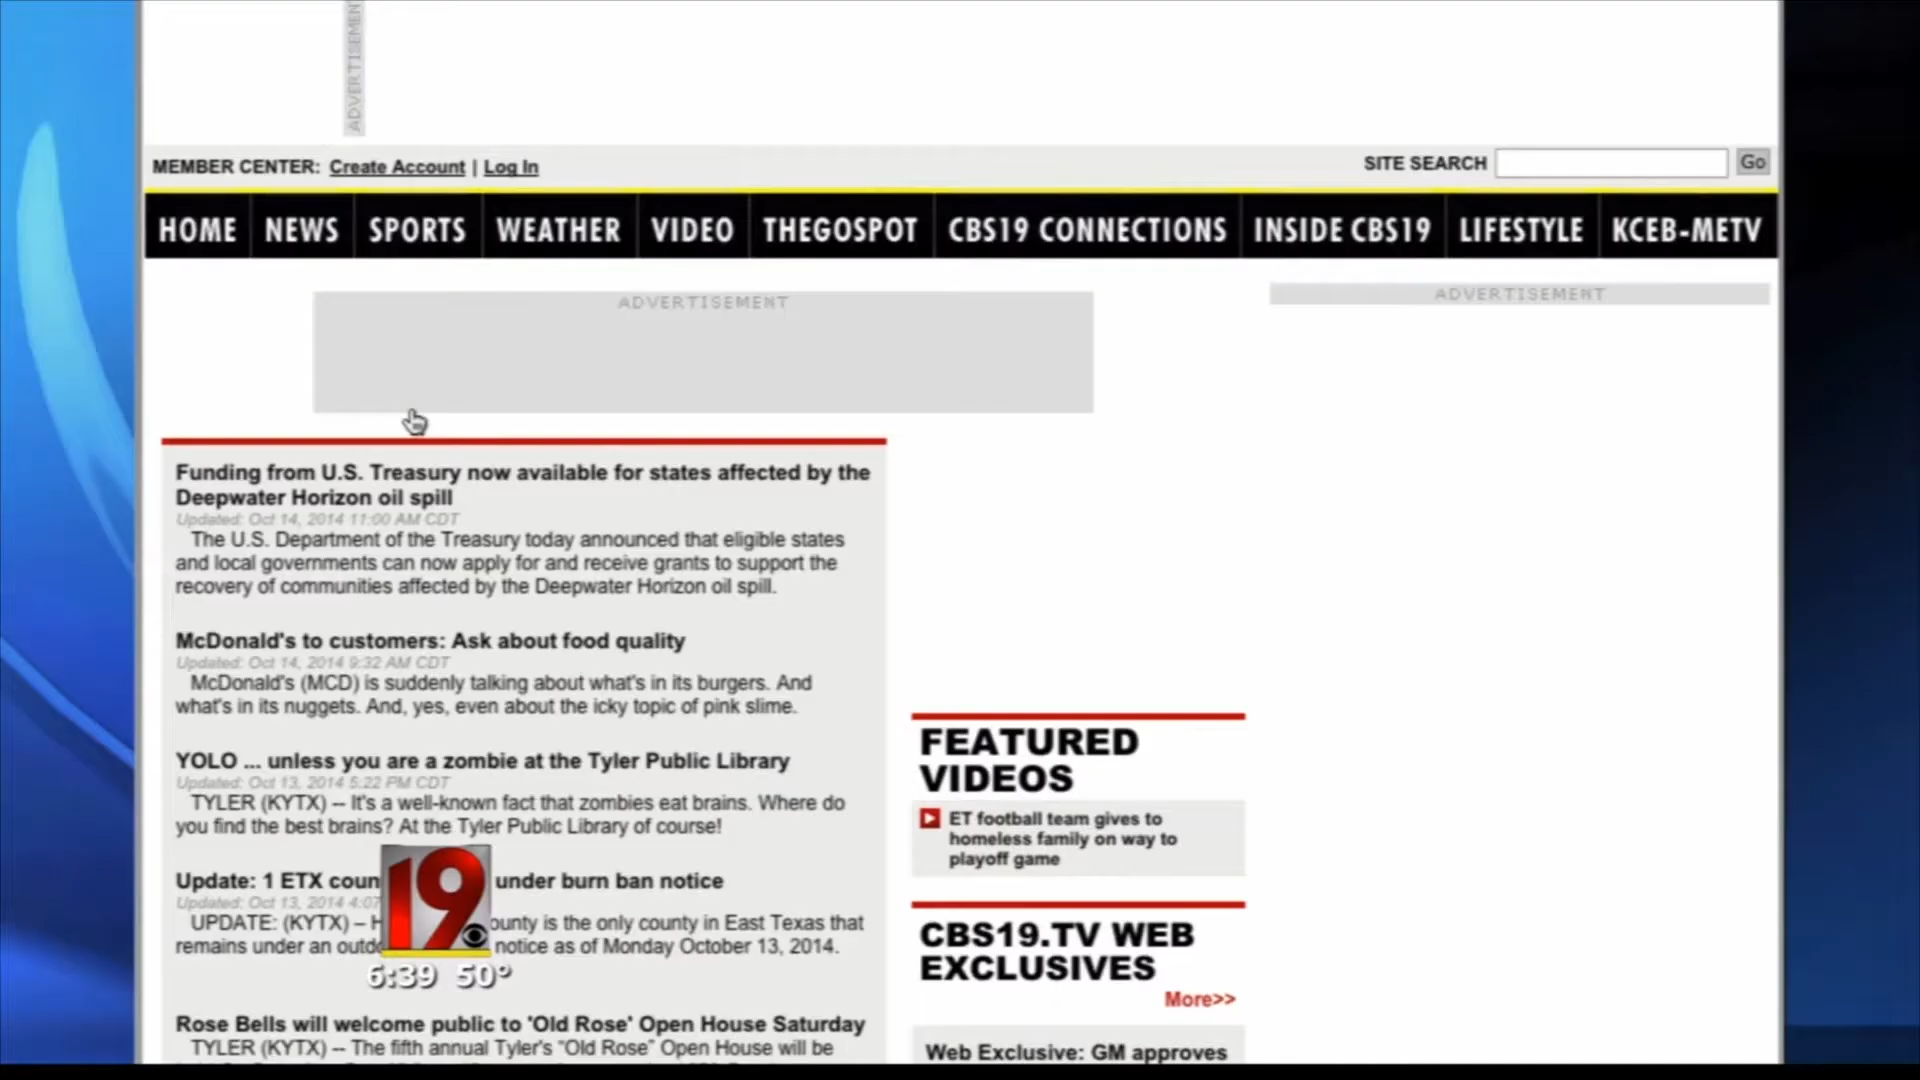 ADVERTISEMEN
MEMBER CENTER: Create Account | Log In
SITE SEARCH
Go
HOME NEWS SPORTS WEATHER VIDEO THEGOSPOT CBS19 CONNECTIONS INSIDE CBS19 LIFESTYLE KCEB-METV
ADVERTISEMENT
ADVERTISEMENT
Funding from U.S. Treasury now available for states affected by the
Deepwater Horizon oil spill
Updated: Oct 14, 2014 11:00 AM CDT
The U.S. Department of the Treasury today announced that eligible states
and local governments can now apply for and receive grants to support the
recovery of communities affected by the Deepwater Horizon oil spill.
McDonald's to customers: Ask about food quality
Updated: Oct 14, 2014 9:32 AM CDT
McDonald's (MCD) is suddenly talking about what's in its burgers. And
what's in its nuggets. And, yes, even about the icky topic of pink slime.
YOLO ... unless you are a zombie at the Tyler Public Library
Updated: Oct 13, 2014 5:22 PM CDT
TYLER (KYTX) -- It's a well-known fact that zombies eat brains. Where do
you find the best brains? At the Tyler Public Library of course!
Update: 1 ETX coun under burn ban notice
Updated: Oct 13, 2014 4:07
UPDATE: (KYTX) – H ounty is the only county in East Texas that
remains under an outdo notice as of Monday October 13, 2014.
19
6:39 50°
Rose Bells will welcome public to 'Old Rose' Open House Saturday
TYLER (KYTX) -- The fifth annual Tyler's "Old Rose" Open House will be
FEATURED
VIDEOS
ET football team gives to
homeless family on way to
playoff game
CBS19.TV WEB
EXCLUSIVES
More>>
Web Exclusive: GM approves